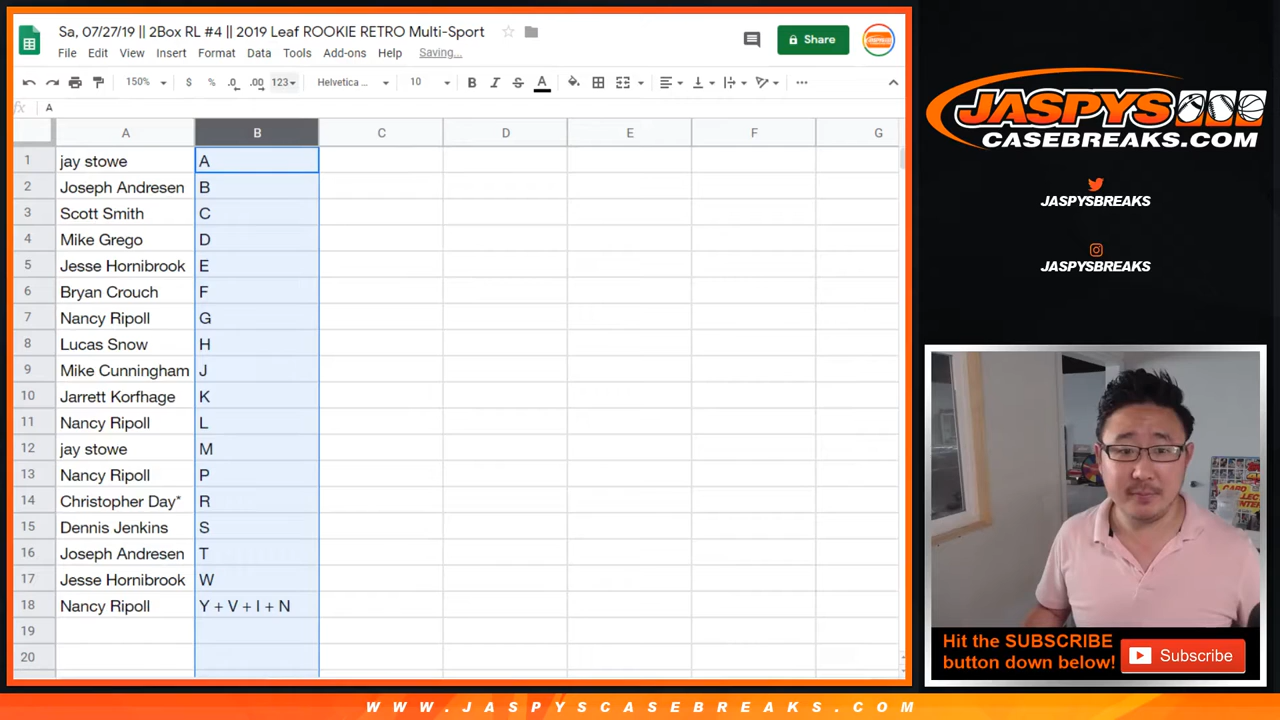 Sa, 07/27/19 || 2Box RL #4 || 2019 Leaf ROOKIE RETRO Multi-Sport
File Edit View Insert Format Data Tools Add-ons Help Saving...
Share
150% $ % .0 .00 123 Helvetica ... 10 B I S A
fx A
A B C D E F G
1 jay stowe A
2 Joseph Andresen B
3 Scott Smith C
4 Mike Grego D
5 Jesse Hornibrook E
6 Bryan Crouch F
7 Nancy Ripoll G
8 Lucas Snow H
9 Mike Cunningham J
10 Jarrett Korfhage K
11 Nancy Ripoll L
12 jay stowe M
13 Nancy Ripoll P
14 Christopher Day* R
15 Dennis Jenkins S
16 Joseph Andresen T
17 Jesse Hornibrook W
18 Nancy Ripoll Y + V + I + N
19
20
JASPYS
CASEBREAKS.COM
JASPYSBREAKS
JASPYSBREAKS
Hit the SUBSCRIBE
button down below!
Subscribe
WWW.JASPYSCASEBREAKS.COM